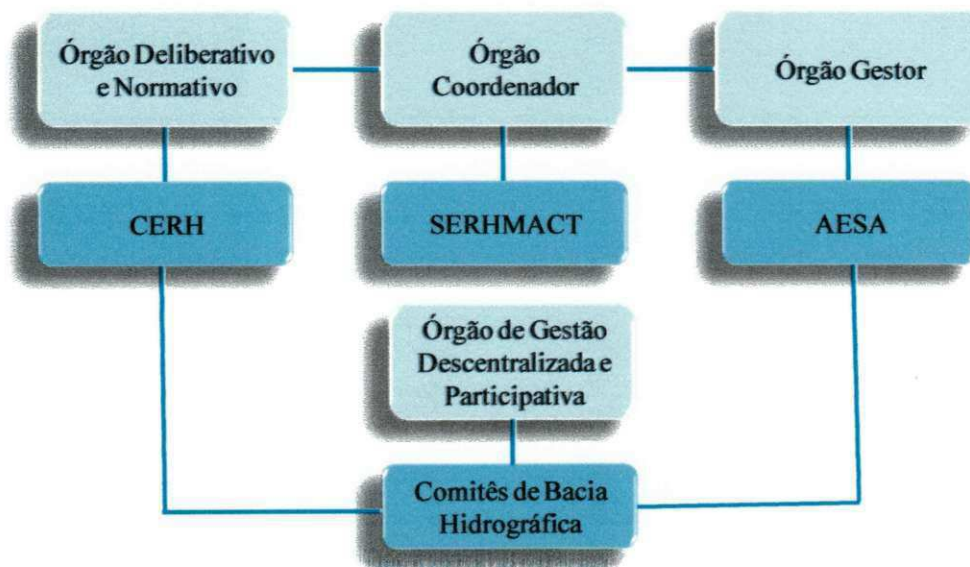 Órgão Deliberativo
e Normativo
Órgão
Coordenador
Órgão Gestor
CERH
SERHMACT
AESA
Órgão de Gestão
Descentralizada e
Participativa
Comitês de Bacia
Hidrográfica